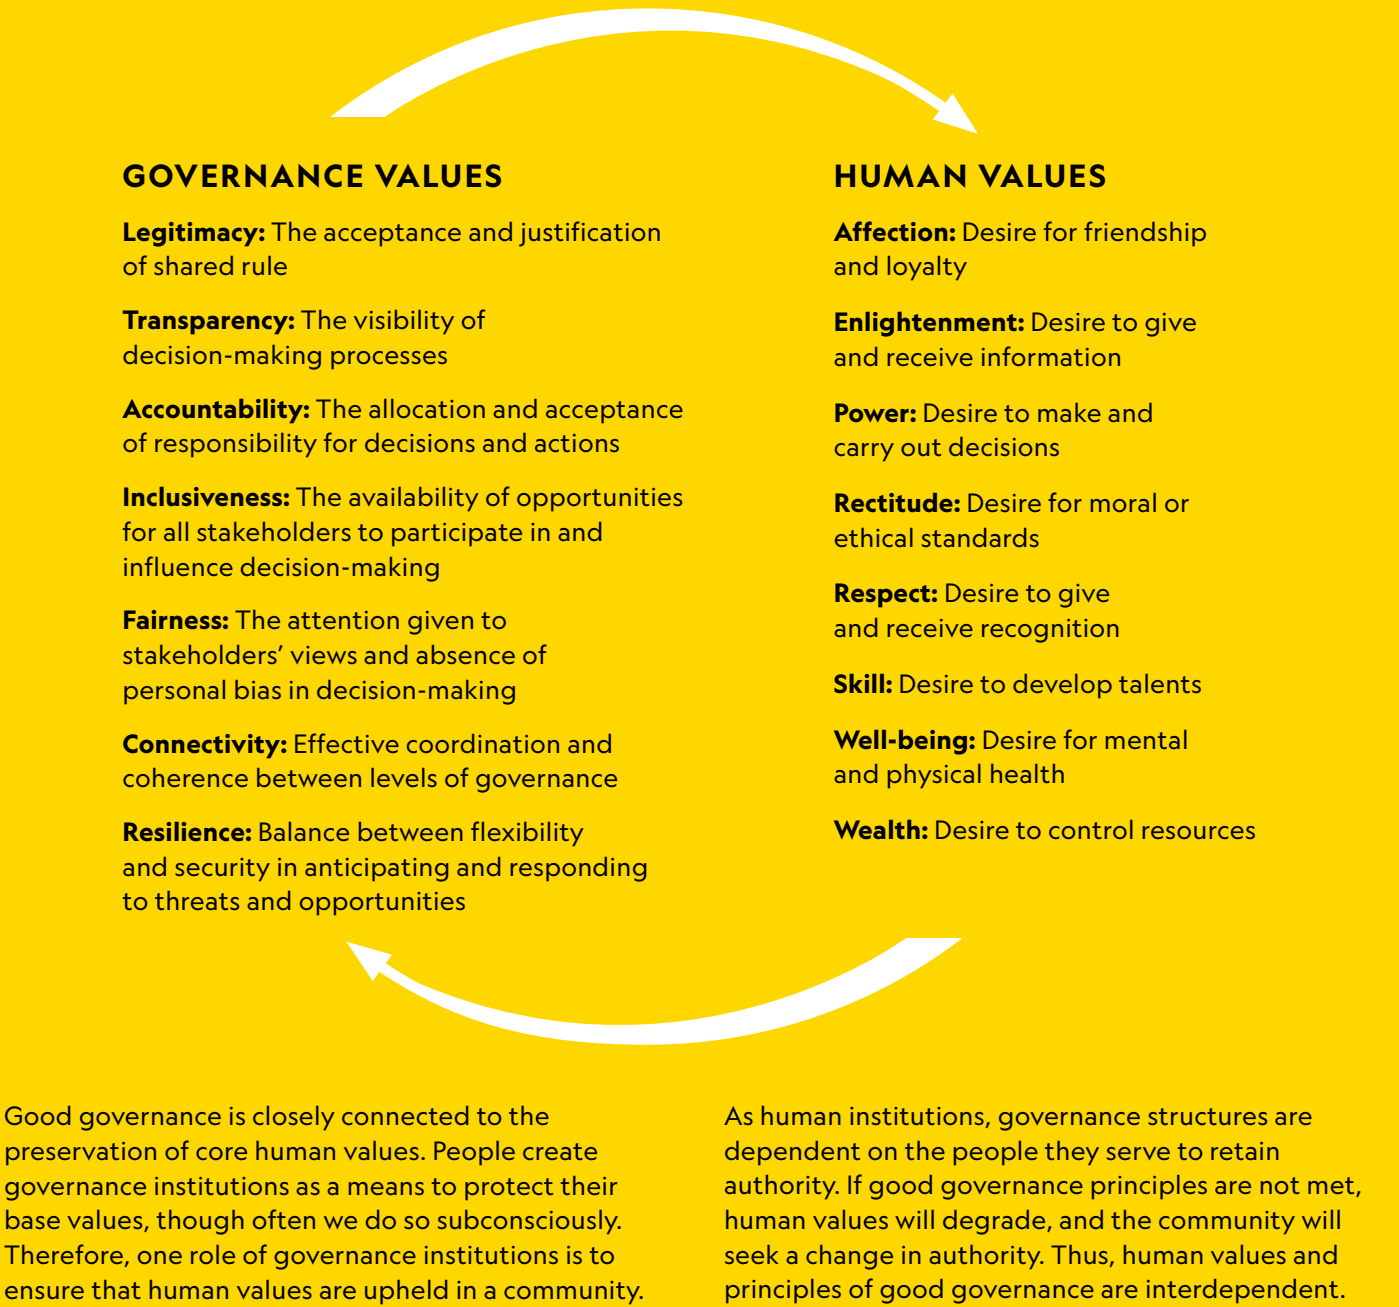 GOVERNANCE VALUES
Legitimacy: The acceptance and justification
of shared rule
Transparency: The visibility of
decision-making processes
Accountability: The allocation and acceptance
of responsibility for decisions and actions
Inclusiveness: The availability of opportunities
for all stakeholders to participate in and
influence decision-making
Fairness: The attention given to
stakeholders’ views and absence of
personal bias in decision-making
Connectivity: Effective coordination and
coherence between levels of governance
Resilience: Balance between flexibility
and security in anticipating and responding
to threats and opportunities
HUMAN VALUES
Affection: Desire for friendship
and loyalty
Enlightenment: Desire to give
and receive information
Power: Desire to make and
carry out decisions
Rectitude: Desire for moral or
ethical standards
Respect: Desire to give
and receive recognition
Skill: Desire to develop talents
Well-being: Desire for mental
and physical health
Wealth: Desire to control resources
Good governance is closely connected to the
preservation of core human values. People create
governance institutions as a means to protect their
base values, though often we do so subconsciously.
Therefore, one role of governance institutions is to
ensure that human values are upheld in a community.
As human institutions, governance structures are
dependent on the people they serve to retain
authority. If good governance principles are not met,
human values will degrade, and the community will
seek a change in authority. Thus, human values and
principles of good governance are interdependent.